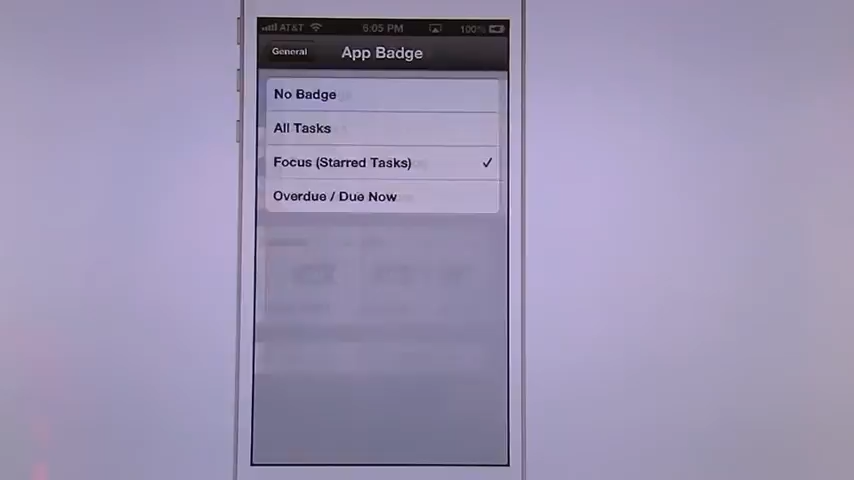 AT&T 6:05 PM 100%
General App Badge
No Badge
All Tasks
Focus (Starred Tasks)
Overdue / Due Now